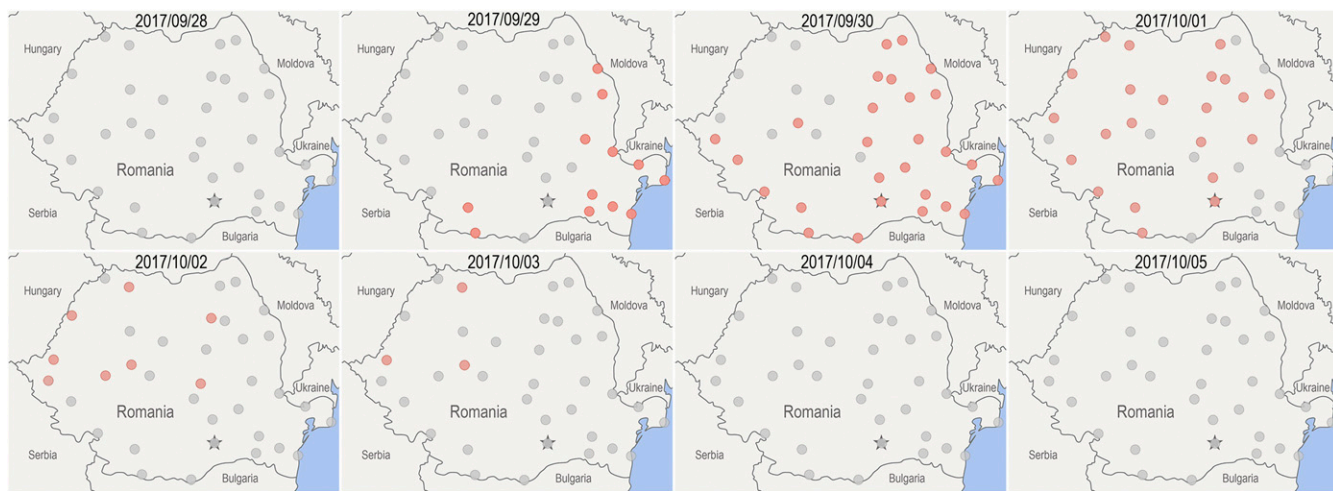 2017/09/28
Hungary
Moldova
Ukraine
Romania
Serbia
Bulgaria
2017/09/29
Hungary
Moldova
Ukraine
Romania
Serbia
Bulgaria
2017/09/30
Hungary
Moldova
Ukraine
Romania
Serbia
Bulgaria
2017/10/01
Hungary
Moldova
Ukraine
Romania
Serbia
Bulgaria
2017/10/02
Hungary
Moldova
Ukraine
Romania
Serbia
Bulgaria
2017/10/03
Hungary
Moldova
Ukraine
Romania
Serbia
Bulgaria
2017/10/04
Hungary
Moldova
Ukraine
Romania
Serbia
Bulgaria
2017/10/05
Hungary
Moldova
Ukraine
Romania
Serbia
Bulgaria